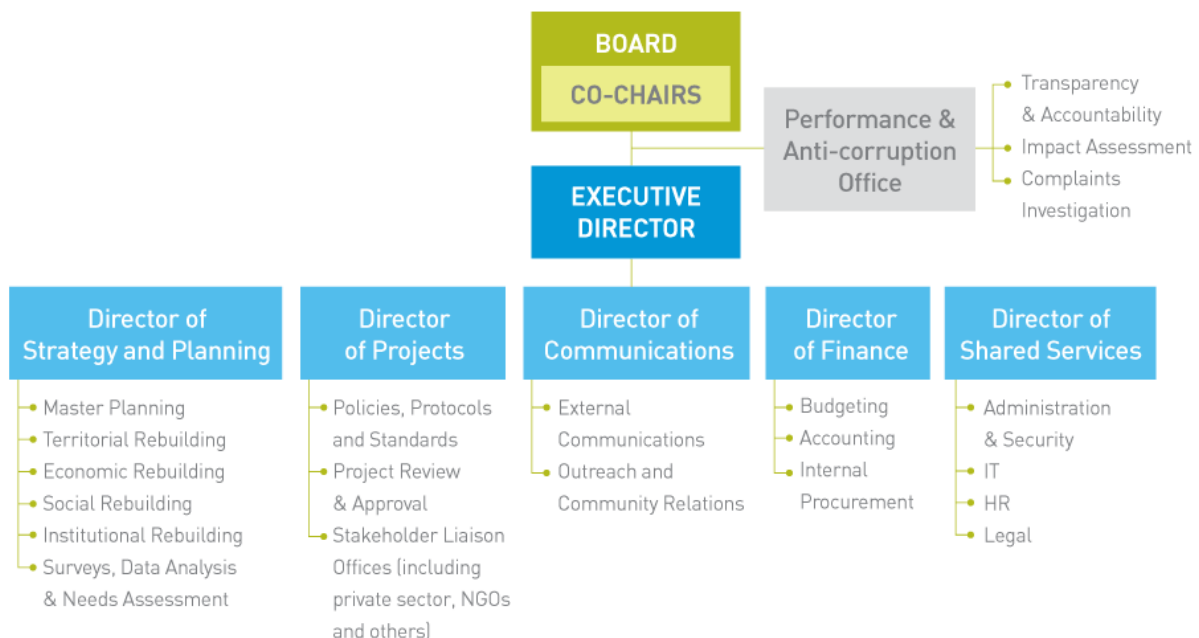 BOARD
CO-CHAIRS
Performance &
Anti-corruption
Office
Transparency
& Accountability
Impact Assessment
Complaints
Investigation
EXECUTIVE
DIRECTOR
Director of
Strategy and Planning
Master Planning
Territorial Rebuilding
Economic Rebuilding
Social Rebuilding
Institutional Rebuilding
Surveys, Data Analysis
& Needs Assessment
Director
of Projects
Policies, Protocols
and Standards
Project Review
& Approval
Stakeholder Liaison
Offices (including
private sector, NGOs
and others)
Director of
Communications
External
Communications
Outreach and
Community Relations
Director
of Finance
Budgeting
Accounting
Internal
Procurement
Director of
Shared Services
Administration
& Security
IT
HR
Legal